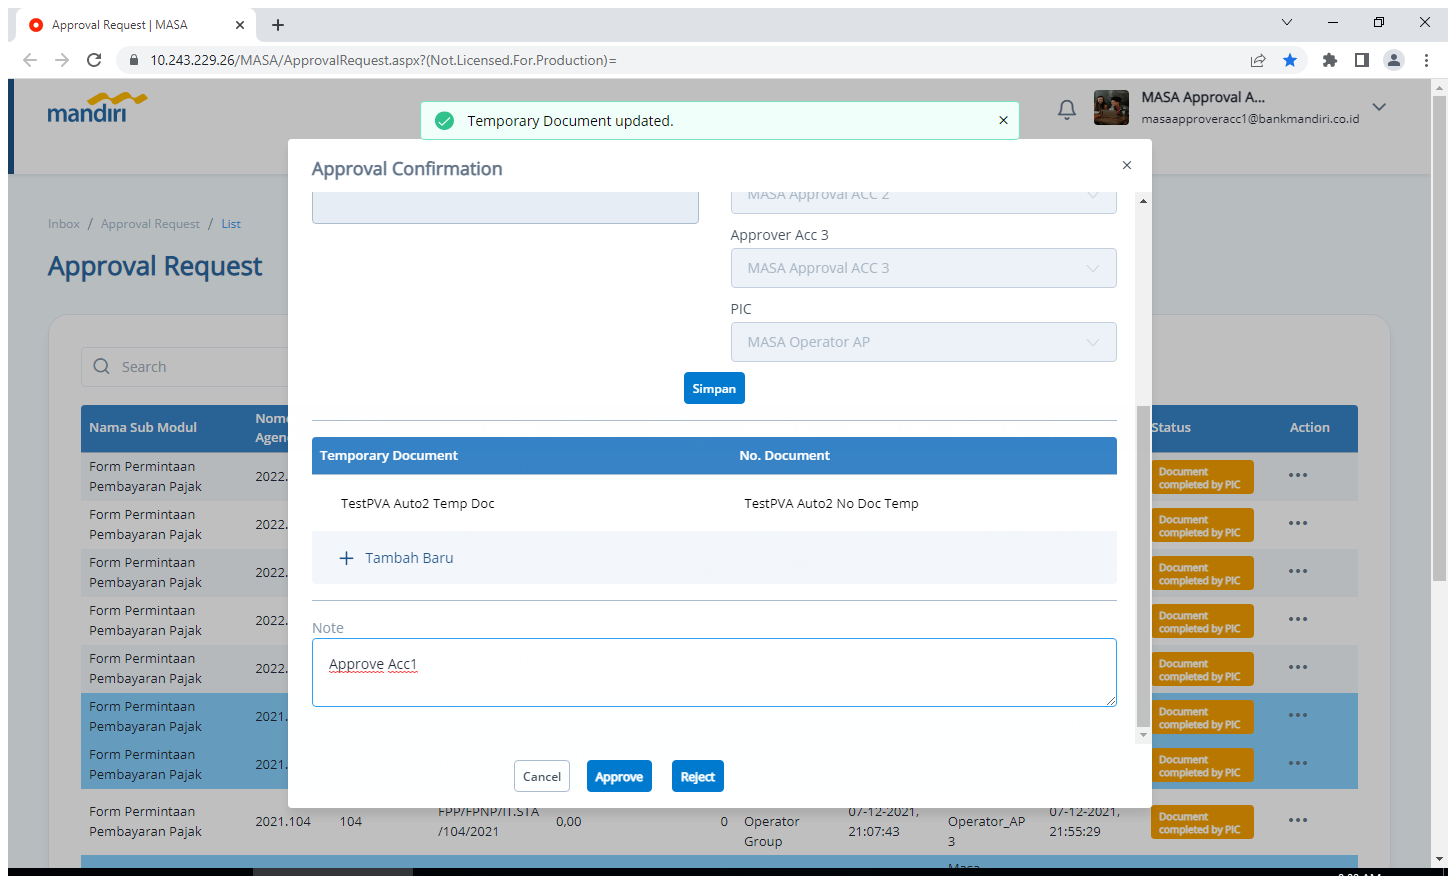 Approval Request | MASA
10.243.229.26/MASA/ApprovalRequest.aspx?(Not.Licensed.For.Production)=
mandiri
Temporary Document updated.
MASA Approval A...
masaapproveracc1@bankmandiri.co.id
Approval Confirmation
MASA Approval ACC 2
Inbox / Approval Request / List
Approver Acc 3
Approval Request
MASA Approval ACC 3
PIC
MASA Operator AP
Search
Simpan
Nama Sub Modul
Status
Action
Temporary Document
No. Document
Form Permintaan
Pembayaran Pajak
2022.
Document
completed by PIC
TestPVA Auto2 Temp Doc
TestPVA Auto2 No Doc Temp
Form Permintaan
Pembayaran Pajak
2022.
Document
completed by PIC
Tambah Baru
Form Permintaan
Pembayaran Pajak
2022.
Document
completed by PIC
Form Permintaan
Pembayaran Pajak
2022.
Document
completed by PIC
Note
Approve Acc1
Form Permintaan
Pembayaran Pajak
2022.
Document
completed by PIC
Form Permintaan
Pembayaran Pajak
2021.
Document
completed by PIC
Form Permintaan
Pembayaran Pajak
2021.
Document
completed by PIC
Cancel
Approve
Reject
Form Permintaan
Pembayaran Pajak
2021.104
104
FPP/FPNP/IT.STA
/104/2021
0,00
0
Operator
Group
07-12-2021,
21:07:43
Operator_AP
3
07-12-2021,
21:55:29
Document
completed by PIC